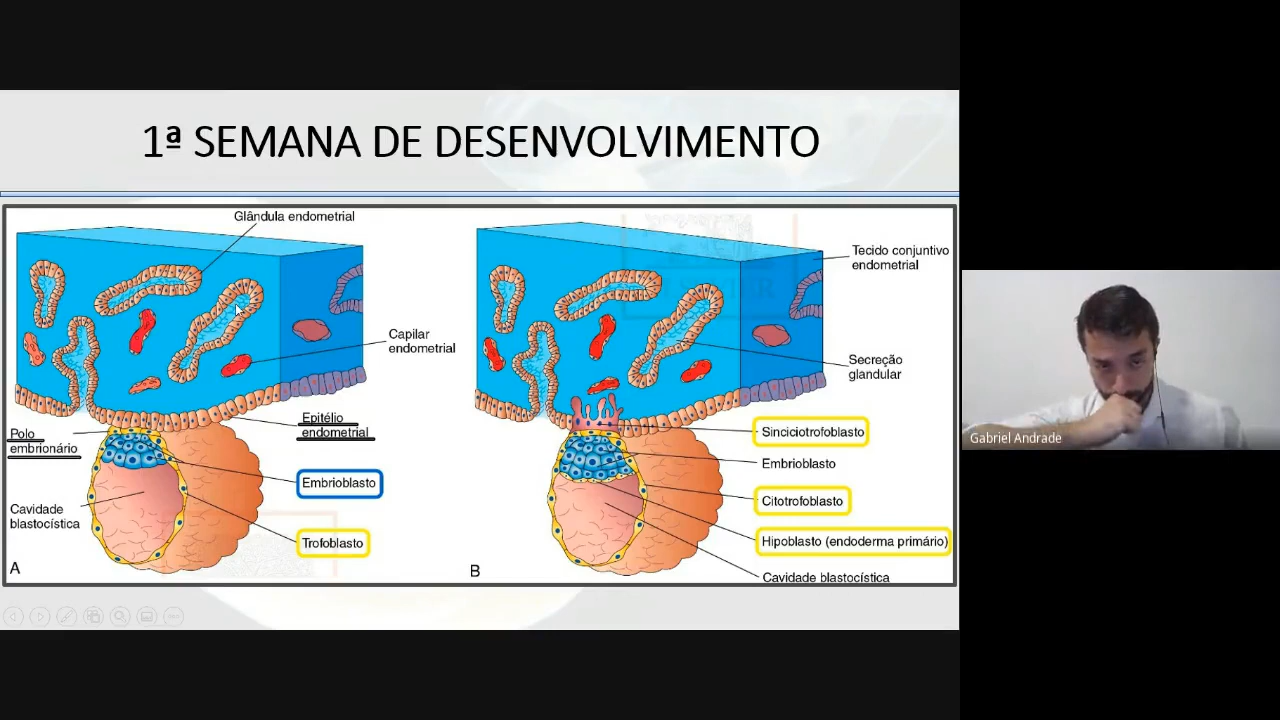 1ª SEMANA DE DESENVOLVIMENTO
Glândula endometrial
Capilar
endometrial
Polo
embrionário
Epitélio
endometrial
Embrioblasto
Cavidade
blastocística
Trofoblasto
A
Tecido conjuntivo
endometrial
Secreção
glandular
Sinciciotrofoblasto
Embrioblasto
Citotrofoblasto
Hipoblasto (endoderma primário)
Cavidade blastocística
B
Gabriel Andrade